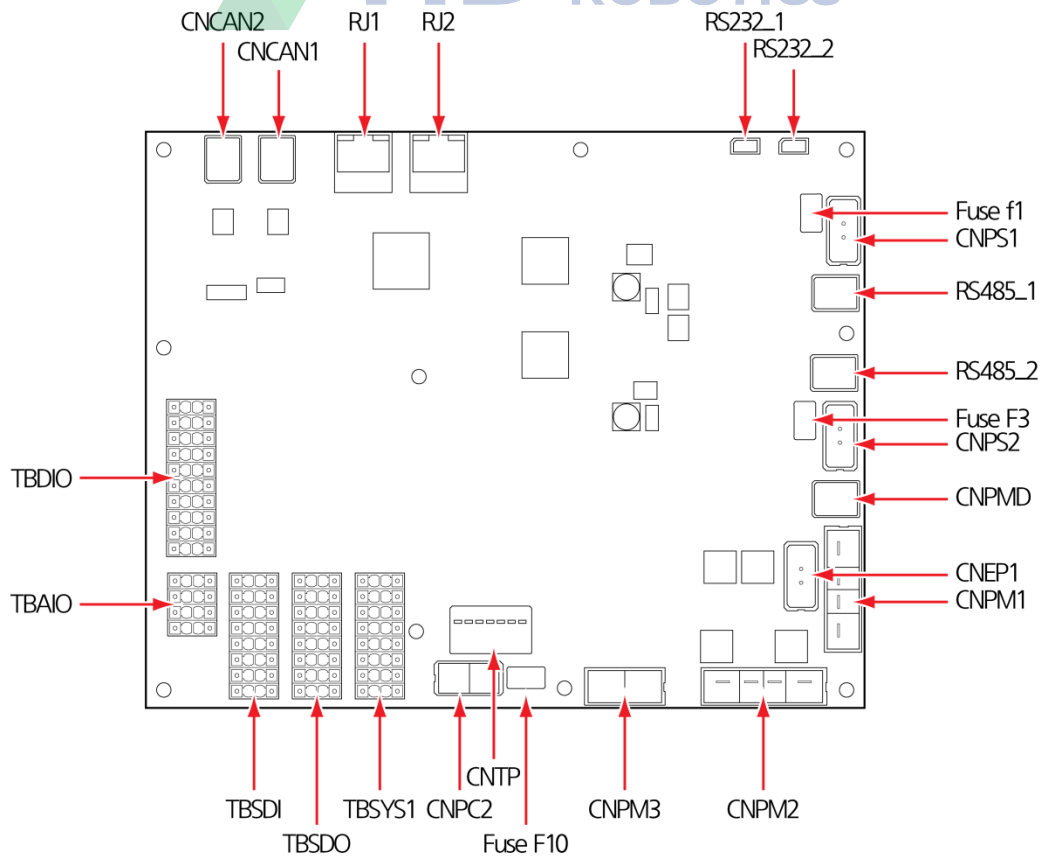 ROBOTICS
CNCAN2
RJ1
RJ2
RS232_1
CNCAN1
RS232_2
Fuse f1
CNPS1
RS485_1
RS485_2
Fuse F3
CNPS2
TBDIO
CNPMD
CNEP1
TBAIO
CNPM1
CNTP
TBSDI
TBSYS1
CNPC2
CNPM3
CNPM2
TBSDO
Fuse F10